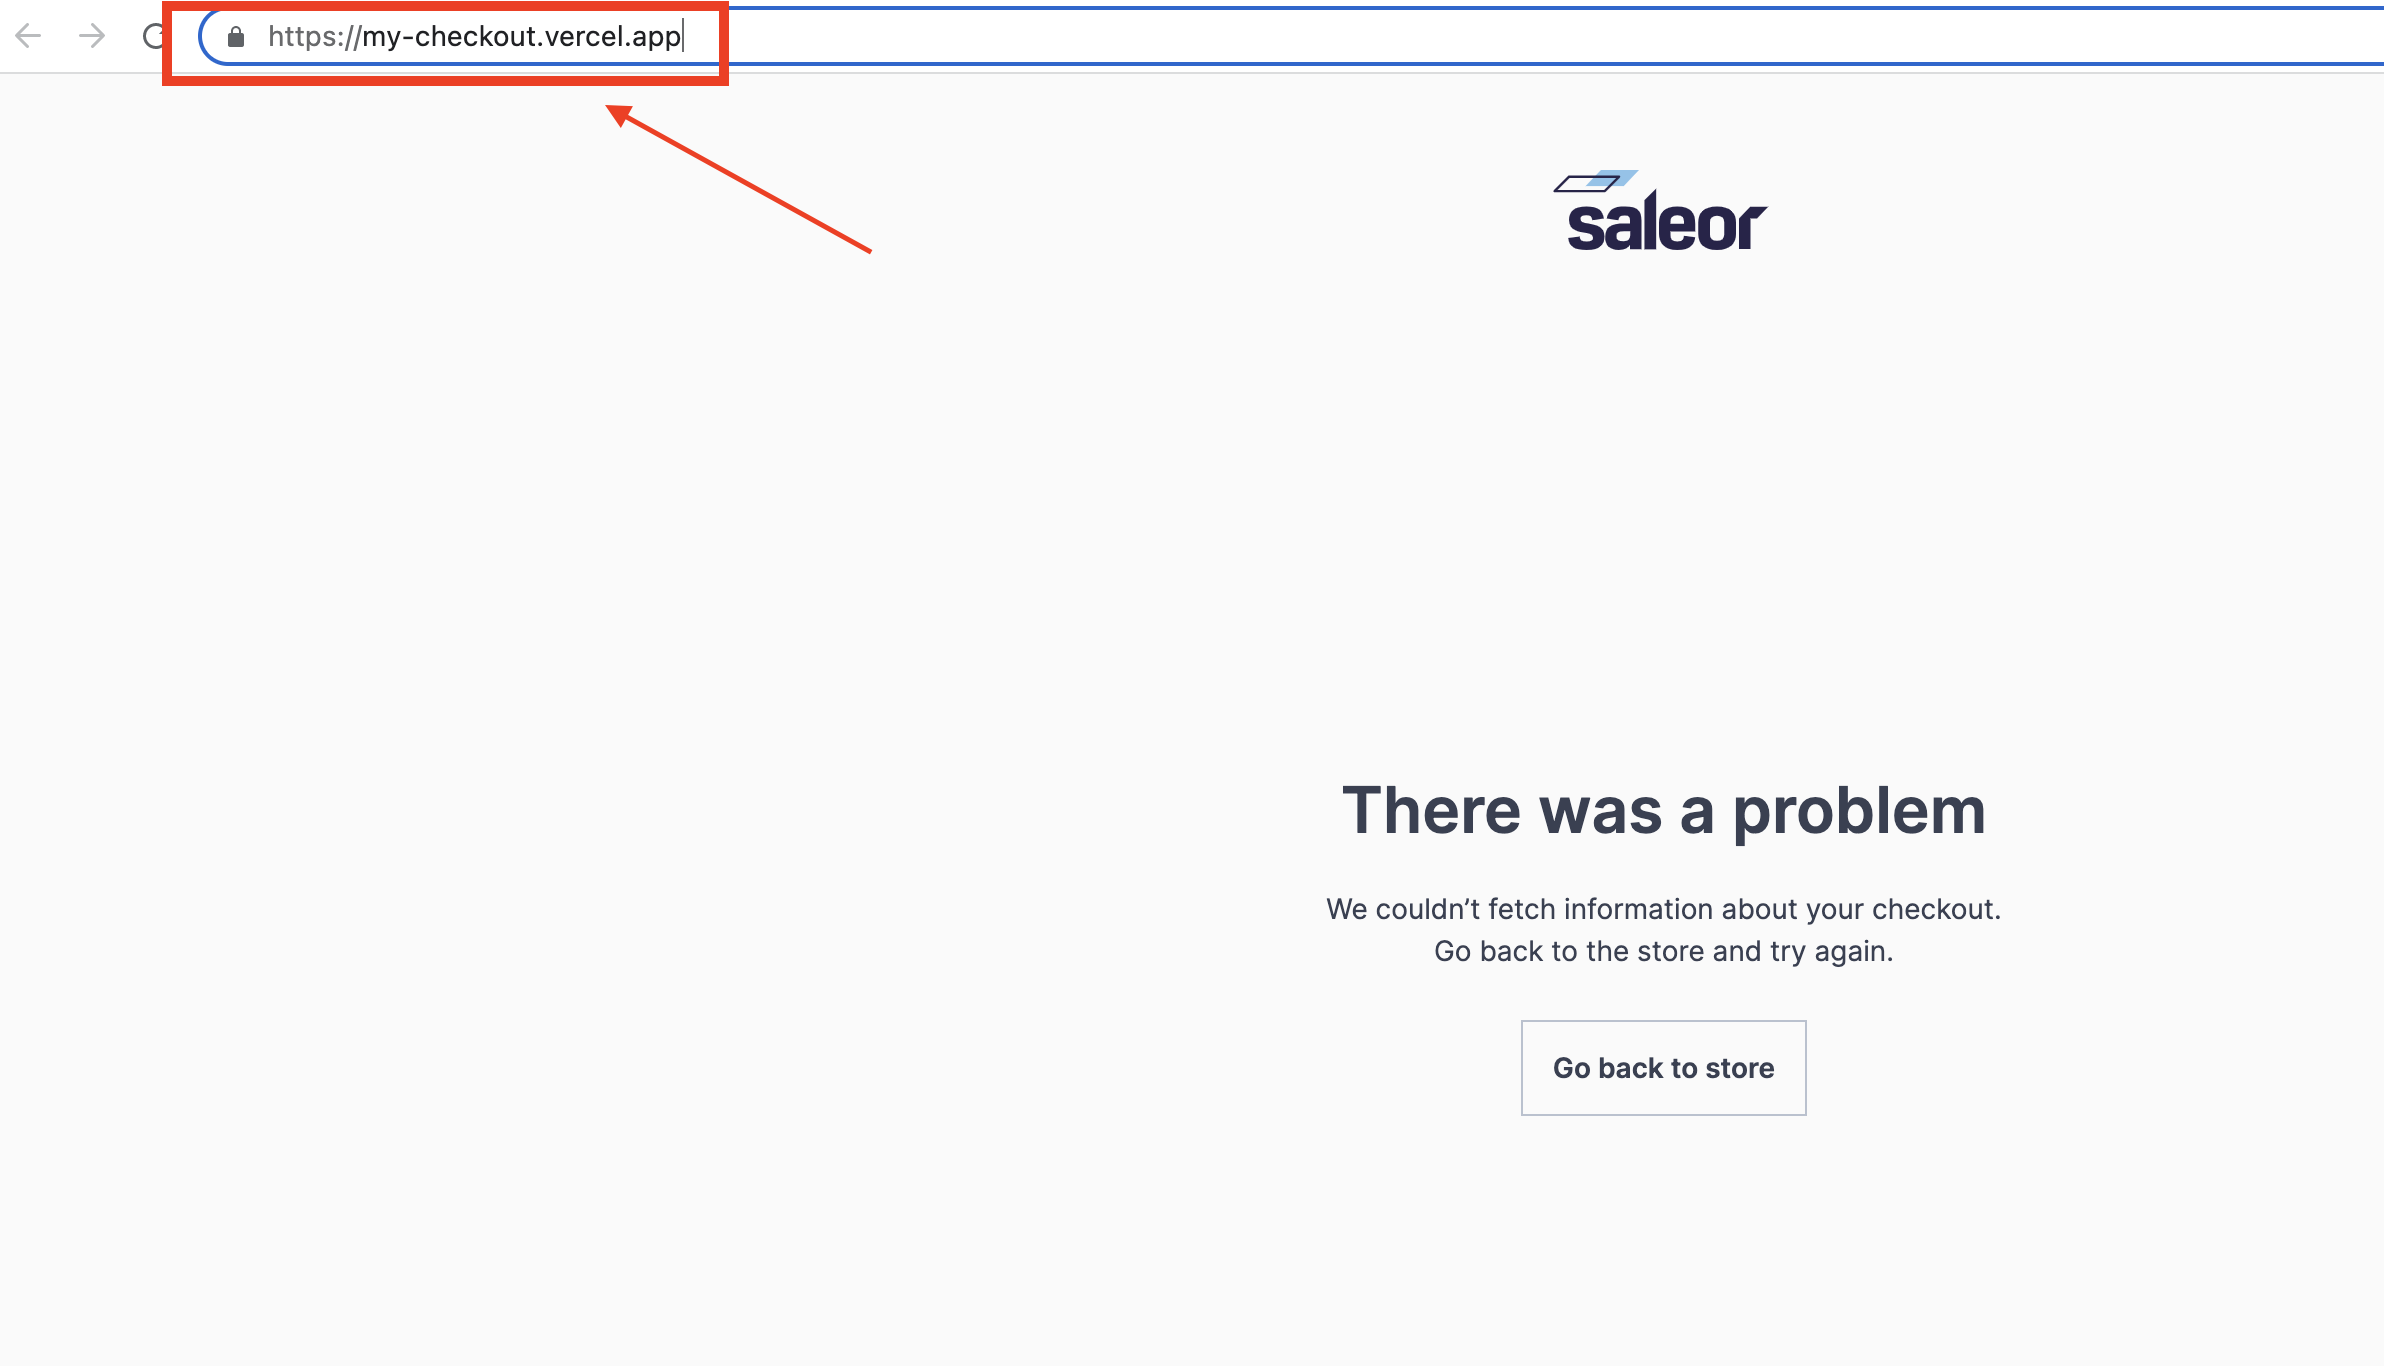 https://my-checkout.vercel.app
saleor
There was a problem
We couldn’t fetch information about your checkout.
Go back to the store and try again.
Go back to store